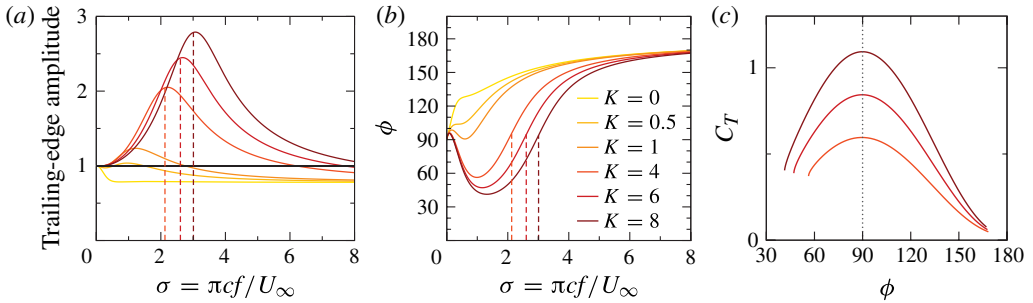 (a)
Trailing-edge amplitude
3
2
1
0 2 4 6 8
σ = πcf/U∞
(b)
ϕ
180
150
120
90
60
30
0 2 4 6 8
σ = πcf/U∞
K = 0
K = 0.5
K = 1
K = 4
K = 6
K = 8
(c)
C_T
1
0
30 60 90 120 150 180
ϕ